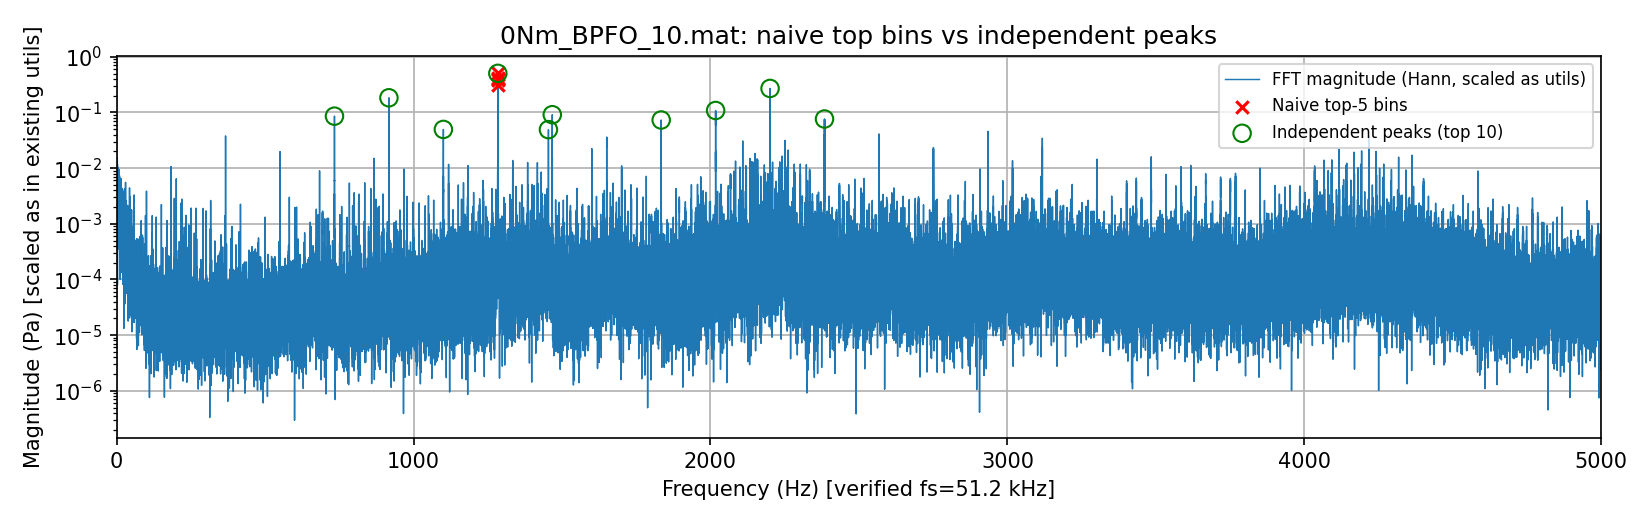 0Nm_BPFO_10.mat: naive top bins vs independent peaks
Magnitude (Pa) [scaled as in existing utils]
10⁰
10⁻¹
10⁻²
10⁻³
10⁻⁴
10⁻⁵
10⁻⁶
FFT magnitude (Hann, scaled as utils)
Naive top-5 bins
Independent peaks (top 10)
0 1000 2000 3000 4000 5000
Frequency (Hz) [verified fs=51.2 kHz]